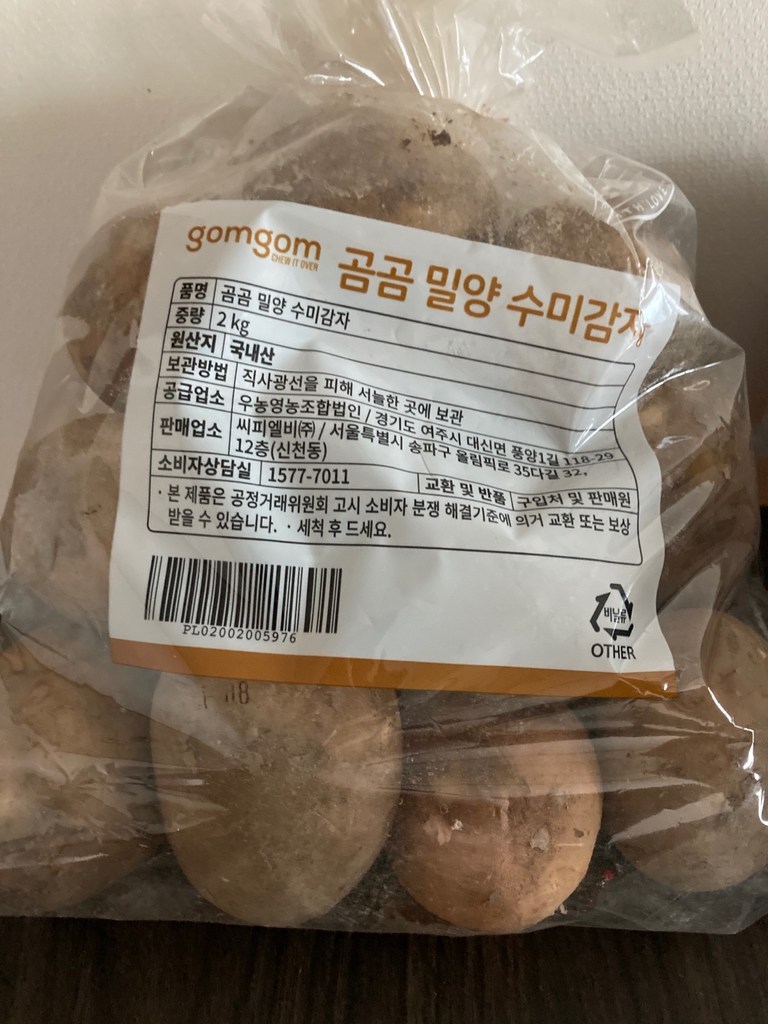 gomgom
CHEW IT OVER
곰곰 밀양 수미감자
품명 곰곰 밀양 수미감자
중량 2 kg
원산지 국내산
보관방법 직사광선을 피해 서늘한 곳에 보관
공급업소 우농영농조합법인 / 경기도 여주시 대신면 풍양1길 118-29
판매업소 씨피엘비(주) / 서울특별시 송파구 올림픽로 35다길 32,
12층(신천동)
소비자상담실 1577-7011 교환 및 반품 구입처 및 판매원
· 본 제품은 공정거래위원회 고시 소비자 분쟁 해결기준에 의거 교환 또는 보상
받을 수 있습니다. · 세척 후 드세요.
PL02002005976
비닐류
OTHER